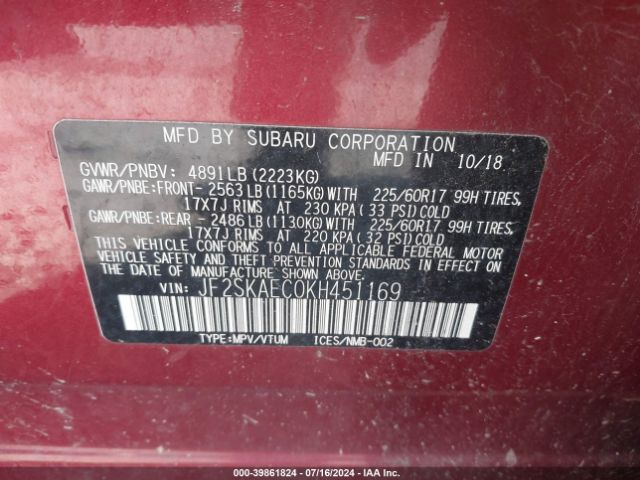 MFD BY SUBARU CORPORATION
MFD IN 10/18
GVWR/PNBV: 4891LB(2223KG)
GAWR/PNBE:FRONT- 2563LB(1165KG)WITH 225/60R17 99H TIRES,
17X7J RIMS AT 230 KPA(33 PSI)COLD
GAWR/PNBE:REAR - 2486LB(1130KG)WITH 225/60R17 99H TIRES,
17X7J RIMS AT 220 KPA(32 PSI)COLD
THIS VEHICLE CONFORMS TO ALL APPLICABLE FEDERAL MOTOR
VEHICLE SAFETY AND THEFT PREVENTION STANDARDS IN EFFECT
ON THE DATE OF MANUFACTURE SHOWN ABOVE.
VIN: JF2SKAEC0KH451169
TYPE:MPV/VTUM ICES/NMB-002
000-39861824 - 07/16/2024 - IAA Inc.